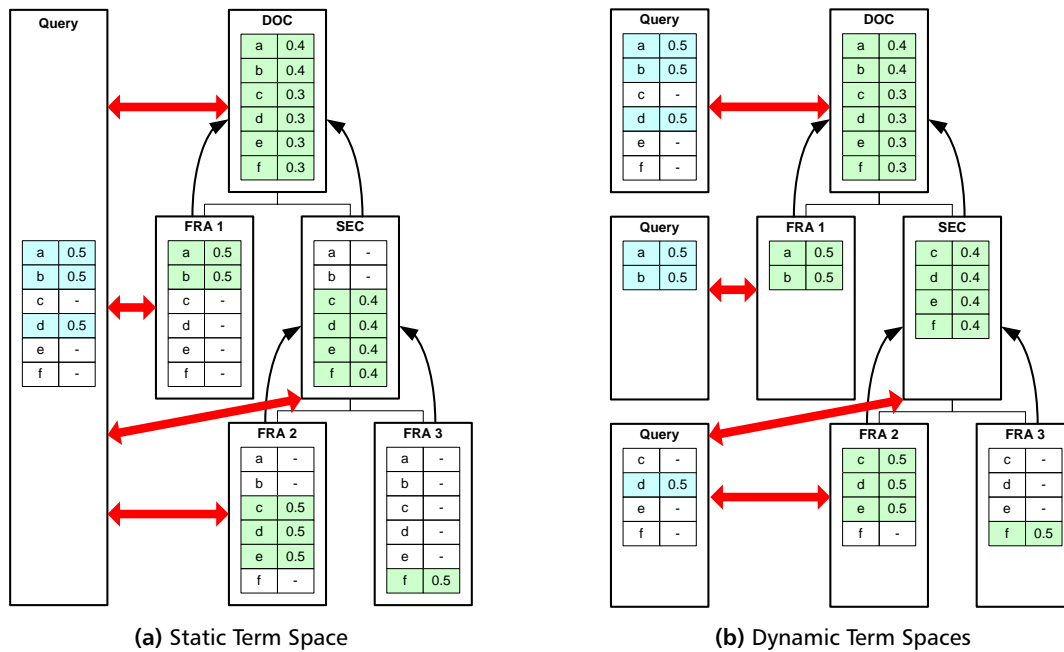 Query
a 0.5
b 0.5
c -
d 0.5
e -
f -
DOC
a 0.4
b 0.4
c 0.3
d 0.3
e 0.3
f 0.3
FRA 1
a 0.5
b 0.5
c -
d -
e -
f -
SEC
a -
b -
c 0.4
d 0.4
e 0.4
f 0.4
FRA 2
a -
b -
c 0.5
d 0.5
e 0.5
f -
FRA 3
a -
b -
c -
d -
e -
f 0.5
(a) Static Term Space
Query
a 0.5
b 0.5
c -
d 0.5
e -
f -
DOC
a 0.4
b 0.4
c 0.3
d 0.3
e 0.3
f 0.3
Query
a 0.5
b 0.5
FRA 1
a 0.5
b 0.5
SEC
c 0.4
d 0.4
e 0.4
f 0.4
Query
c -
d 0.5
e -
f -
FRA 2
c 0.5
d 0.5
e 0.5
f -
FRA 3
c -
d -
e -
f 0.5
(b) Dynamic Term Spaces